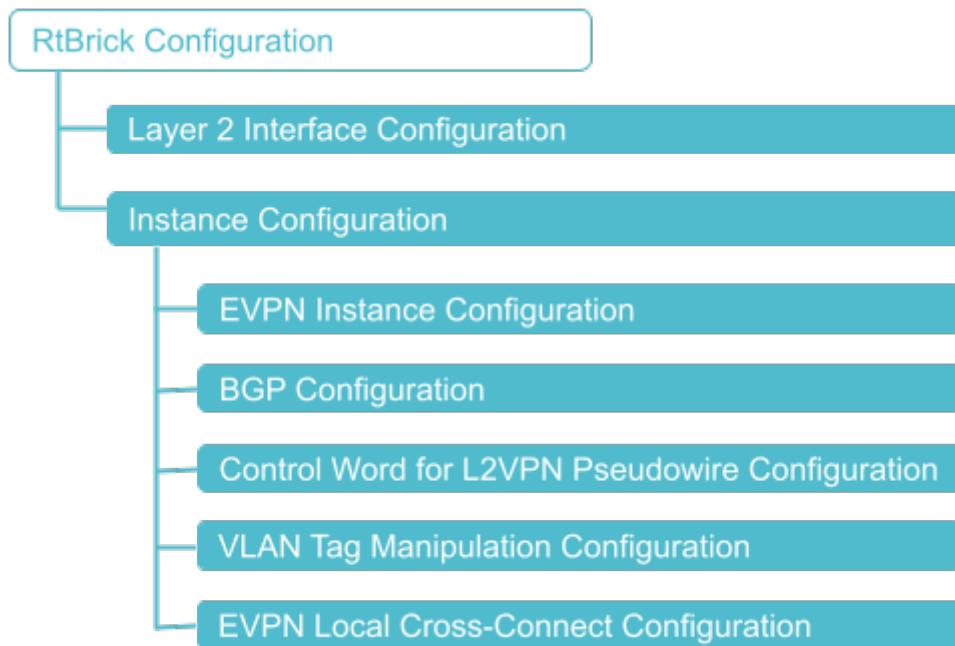 RtBrick Configuration
Layer 2 Interface Configuration
Instance Configuration
EVPN Instance Configuration
BGP Configuration
Control Word for L2VPN Pseudowire Configuration
VLAN Tag Manipulation Configuration
EVPN Local Cross-Connect Configuration